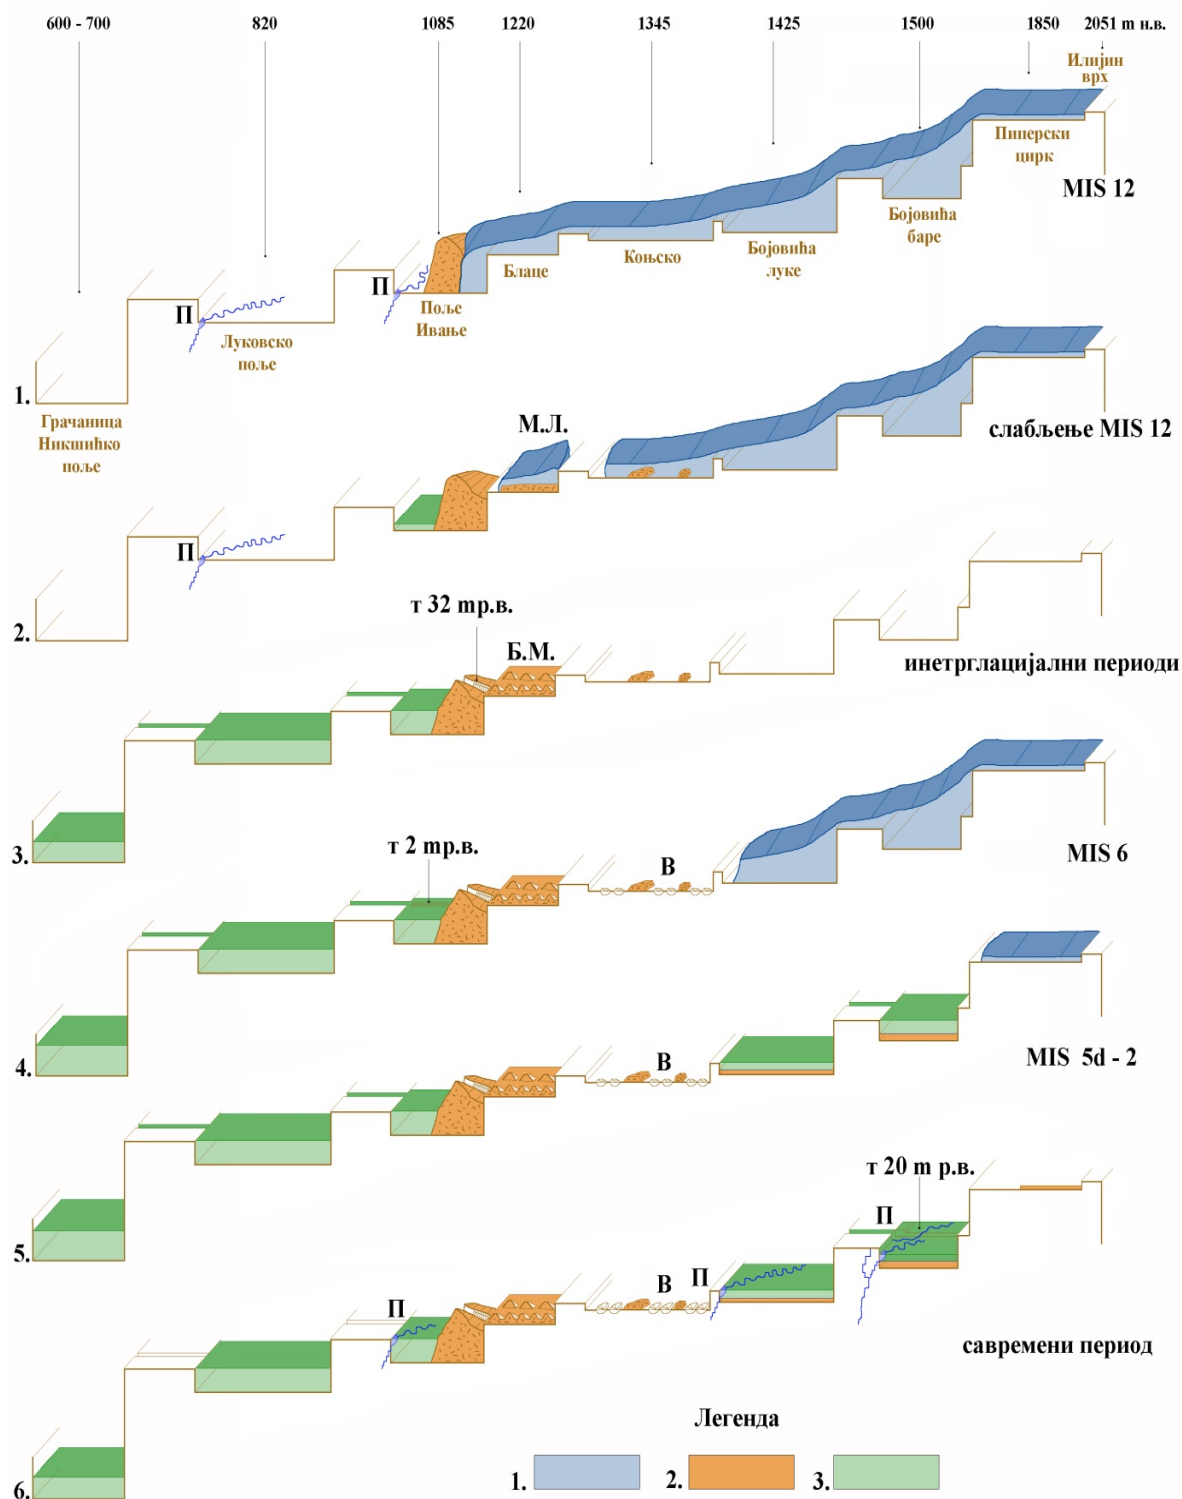 600 - 700
820
1085
1220
1345
1425
1500
1850
2051 m н.в.
Илијин
врх
Пиперски
цирк
MIS 12
Бојовића
баре
Бојовића
луке
Коњско
Блаце
П
П
Поље
Ивање
Луковско
поље
1.
Грачаница
Никшићко
поље
М.Л.
слабљење MIS 12
П
2.
т 32 mр.в.
Б.М.
инетрглацијални периоди
3.
т 2 mр.в.
В
MIS 6
4.
В
MIS 5d - 2
5.
т 20 m р.в.
П
В
П
П
савремени период
6.
Легенда
1.
2.
3.